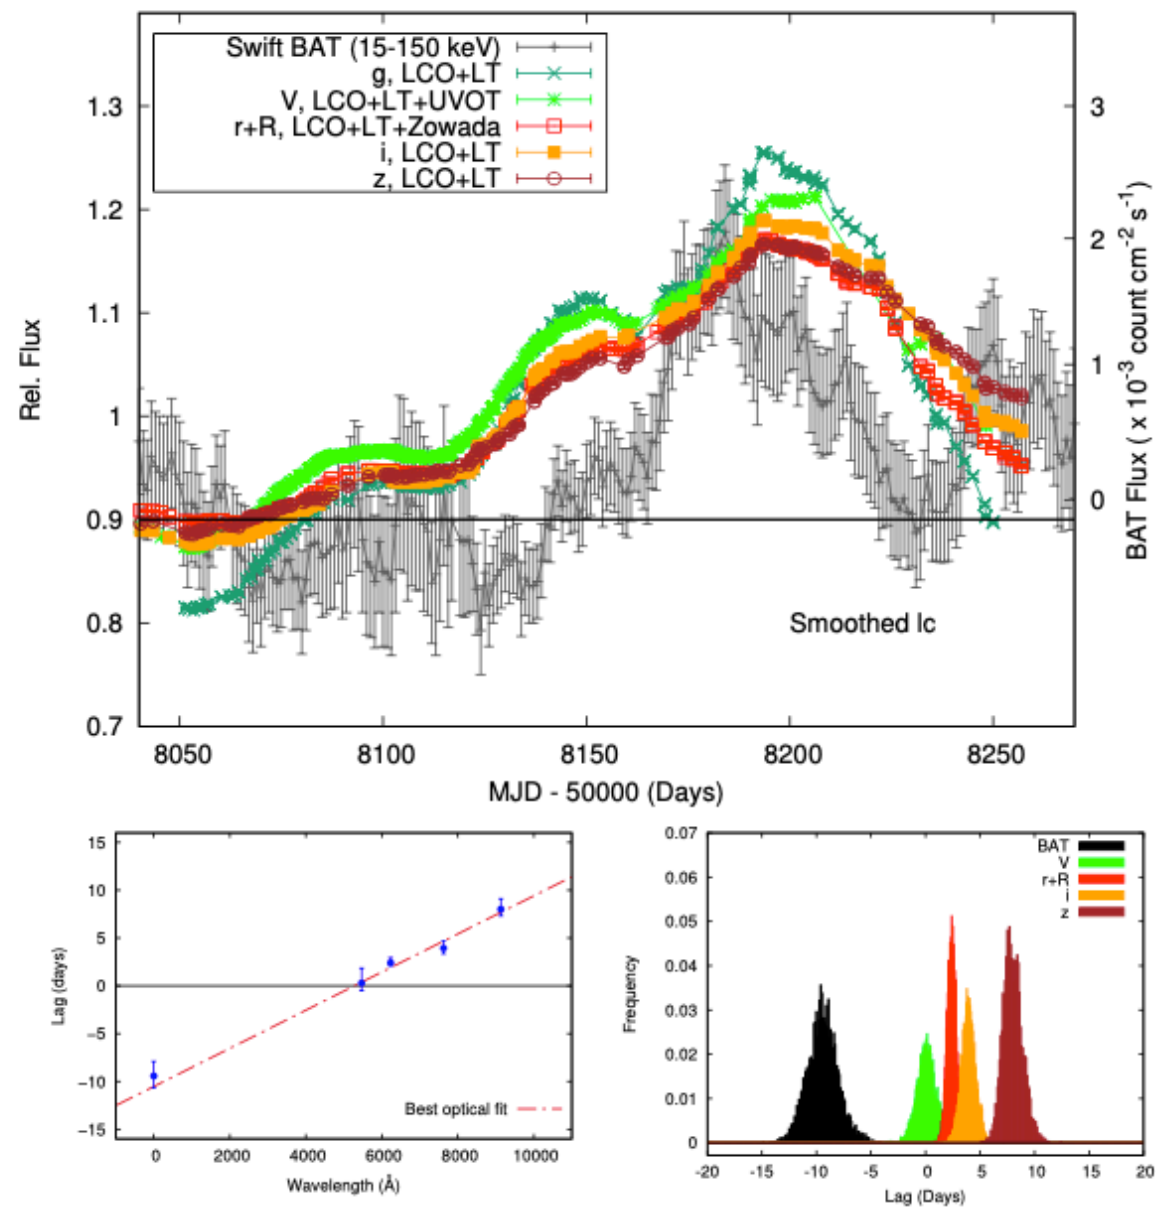 Swift BAT (15-150 keV)
g, LCO+LT
V, LCO+LT+UVOT
r+R, LCO+LT+Zowada
i, LCO+LT
z, LCO+LT
1.3
1.2
1.1
1
0.9
0.8
0.7
Rel. Flux
3
2
1
0
BAT Flux ( x 10-3 count cm-2 s-1)
Smoothed lc
8050 8100 8150 8200 8250
MJD - 50000 (Days)
15
10
5
0
−5
−10
−15
Lag (days)
Best optical fit
0 2000 4000 6000 8000 10000
Wavelength (Å)
0.07
0.06
0.05
0.04
0.03
0.02
0.01
0
Frequency
BAT
V
r+R
i
z
-20 -15 -10 -5 0 5 10 15 20
Lag (Days)